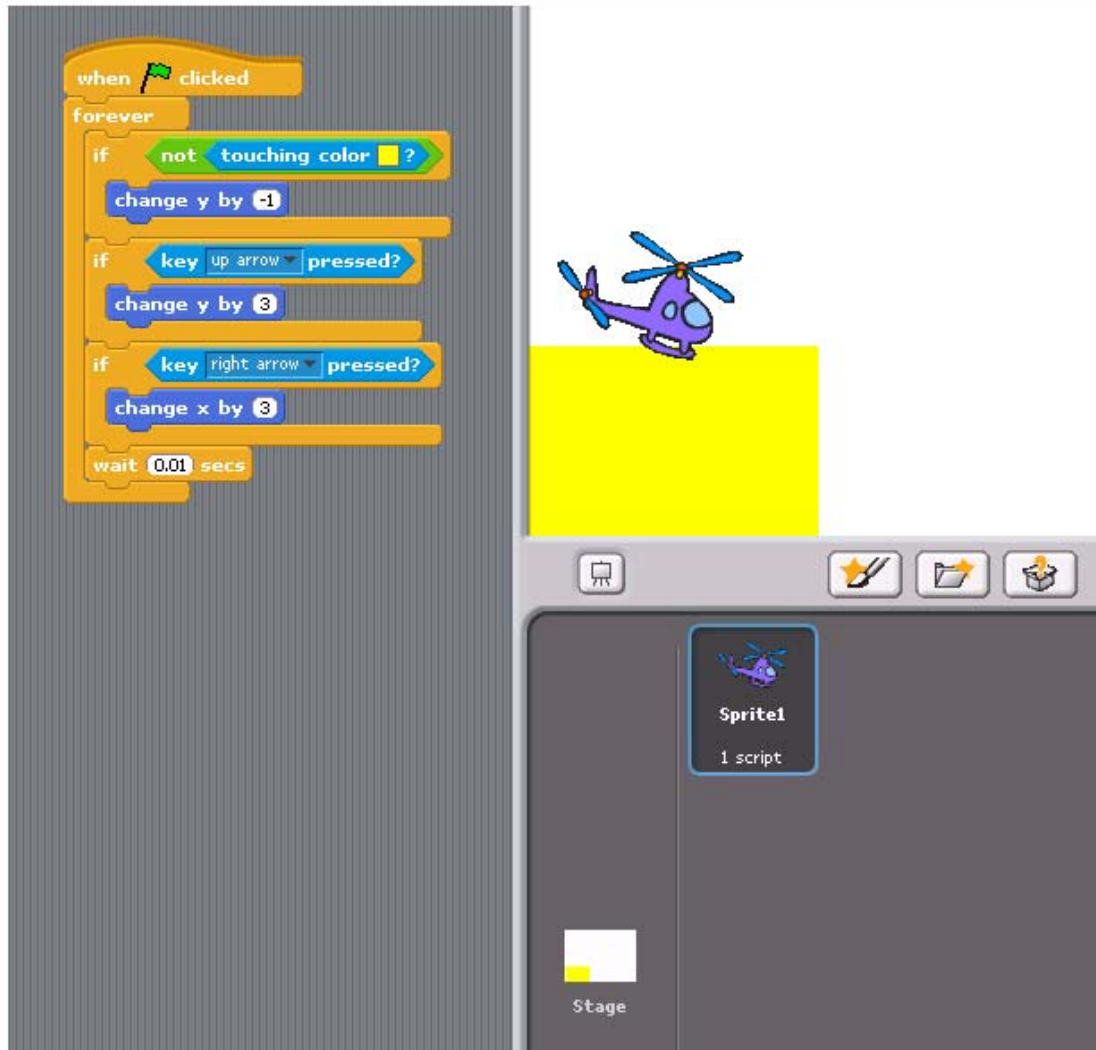 when clicked
forever
if not touching color ?
change y by -1
if key up arrow pressed?
change y by 3
if key right arrow pressed?
change x by 3
wait 0.01 secs
Sprite1
1 script
Stage